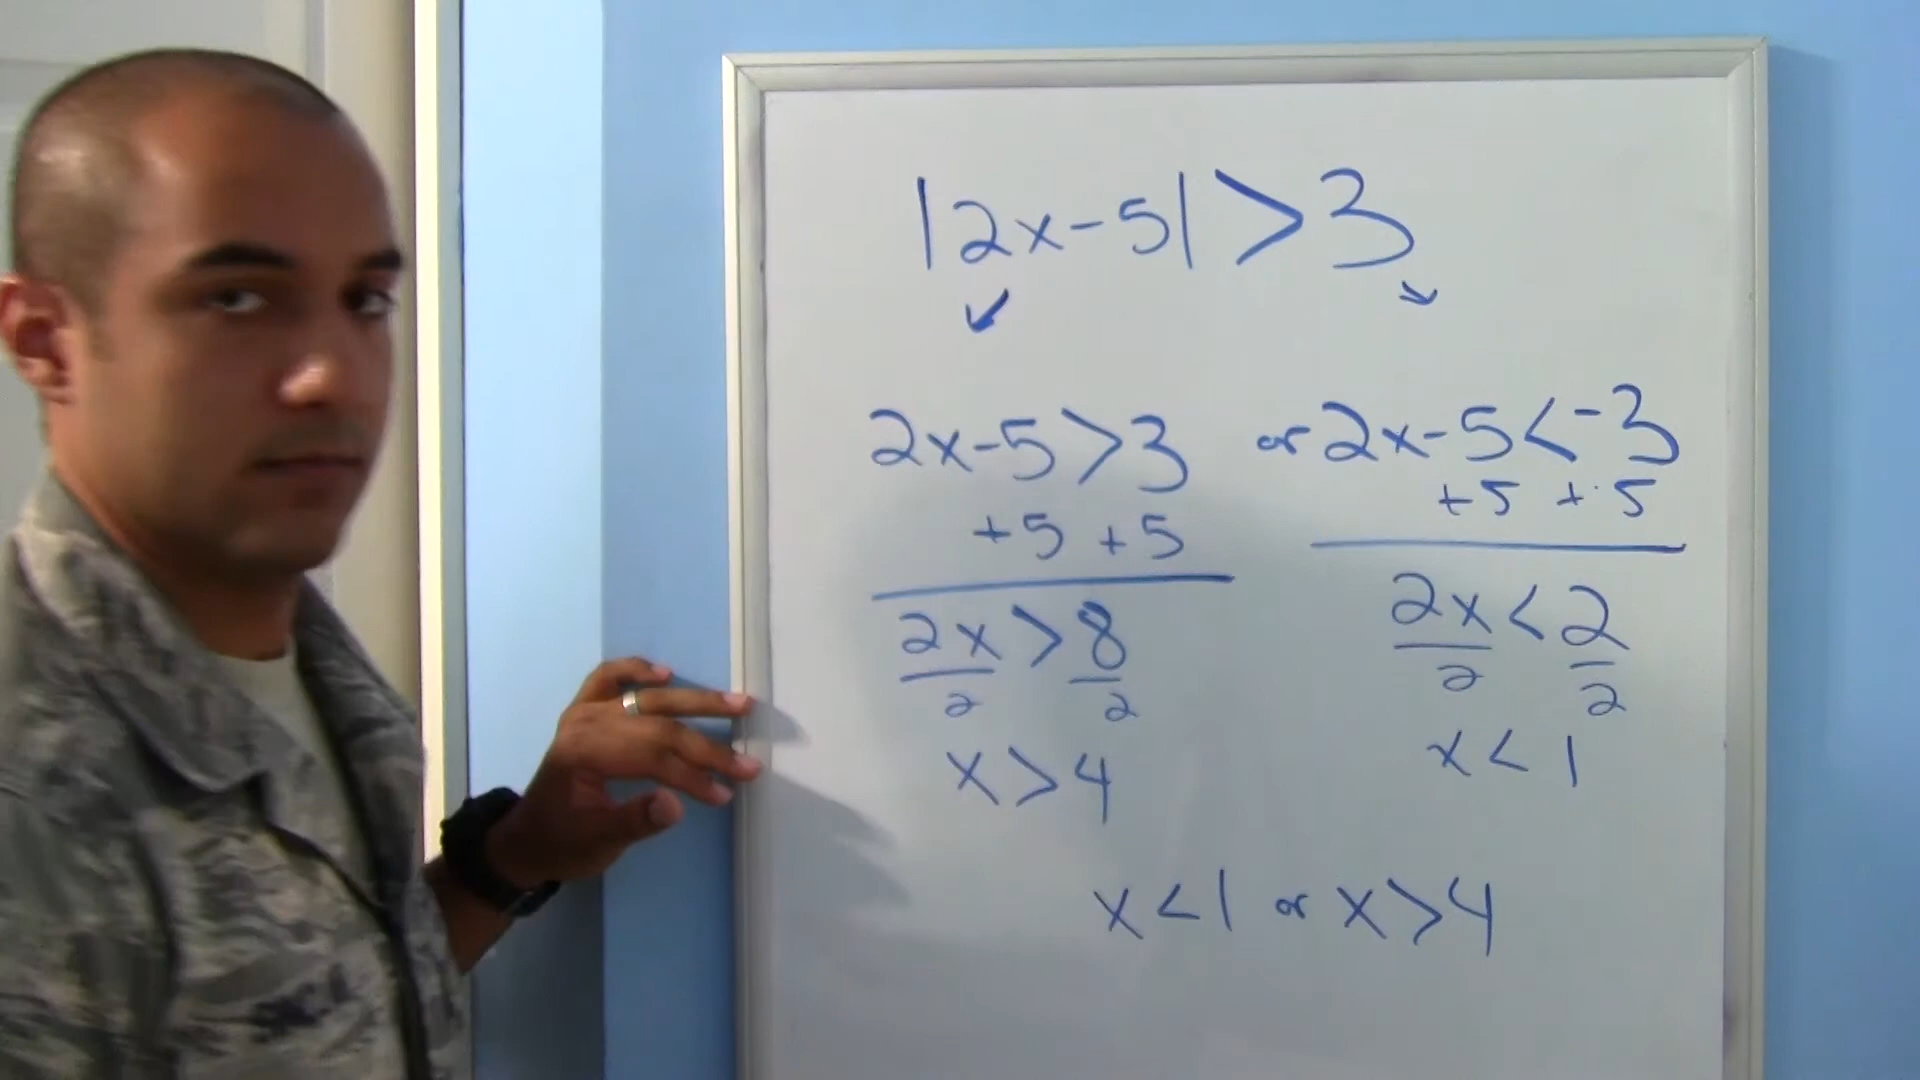 |2x-5| > 3
2x-5 > 3 or 2x-5 < -3
+5 +5
+5 +5
2x > 8
2 2
2x < 2
2 2
x > 4
x < 1
x < 1 or x > 4